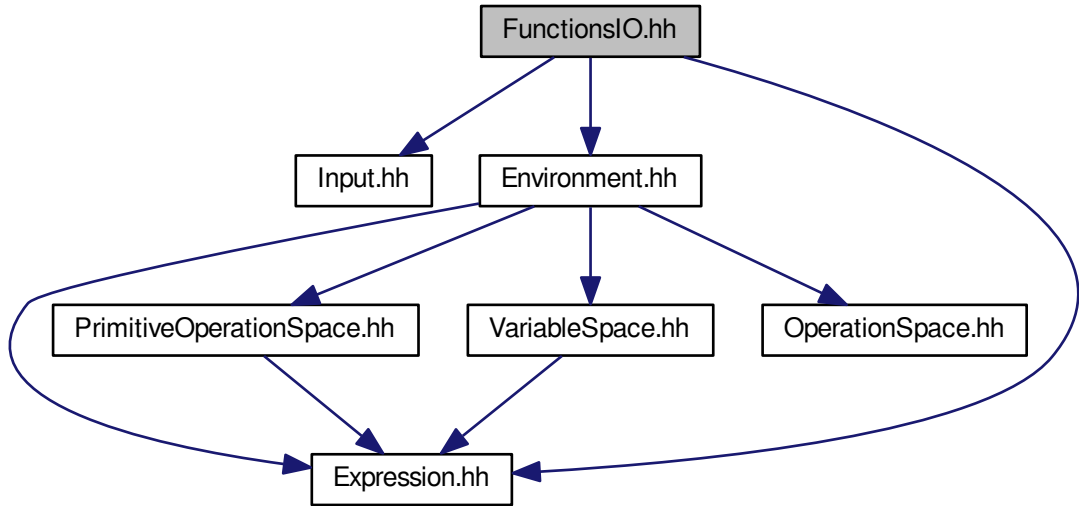 FunctionsIO.hh
Input.hh
Environment.hh
PrimitiveOperationSpace.hh
VariableSpace.hh
OperationSpace.hh
Expression.hh